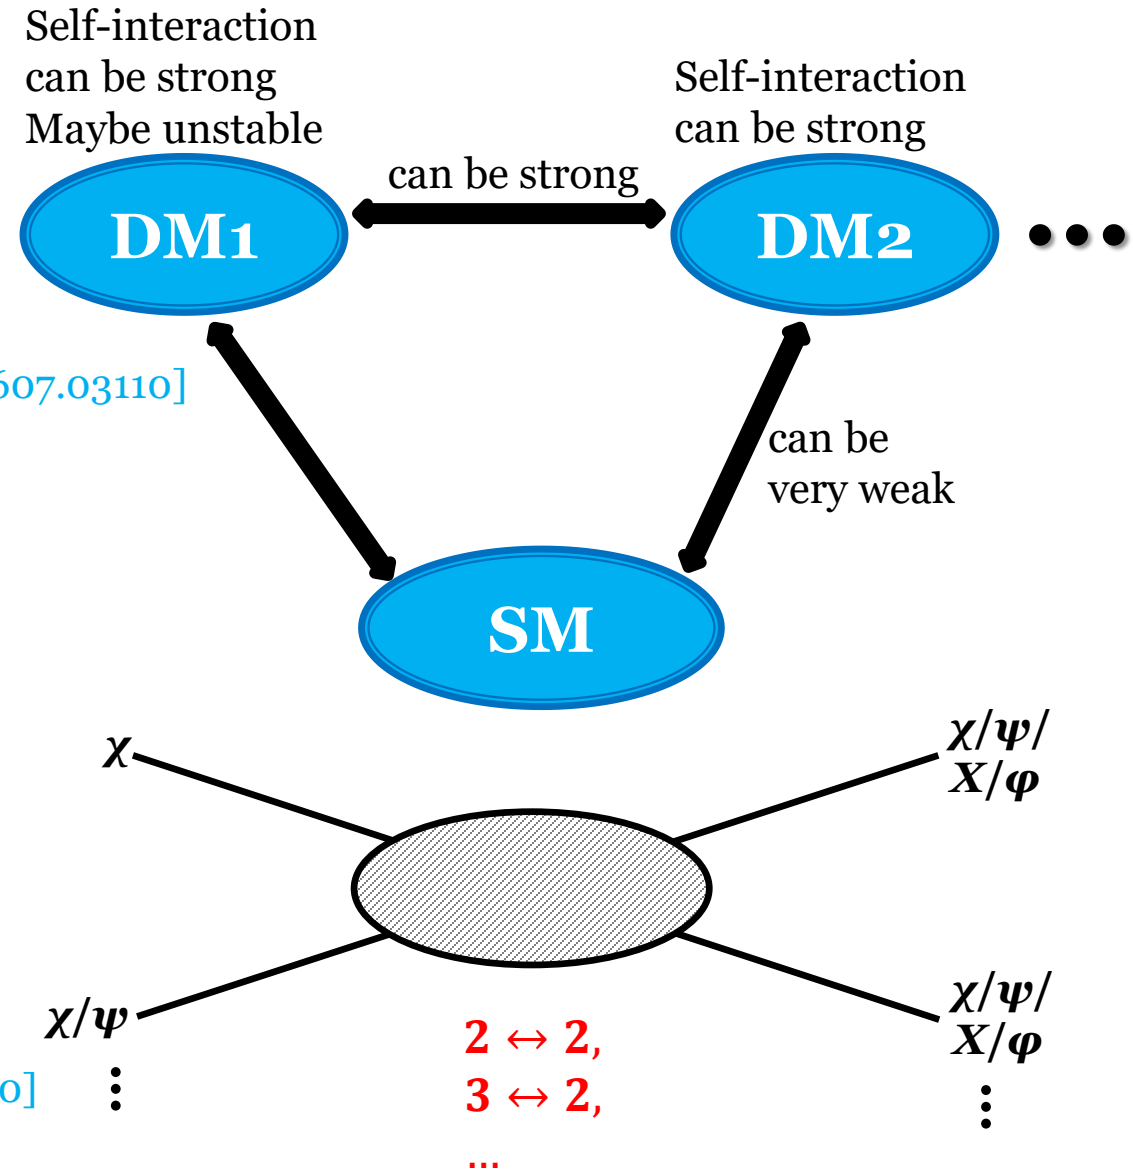 Self-interaction
can be strong
Maybe unstable
Self-interaction
can be strong
can be strong
DM1
DM2
...
607.03110]
can be
very weak
SM
χ
χ/ψ/
X/φ
χ/ψ
χ/ψ/
X/φ
2 ↔ 2,
3 ↔ 2,
...
0]
⋮
⋮